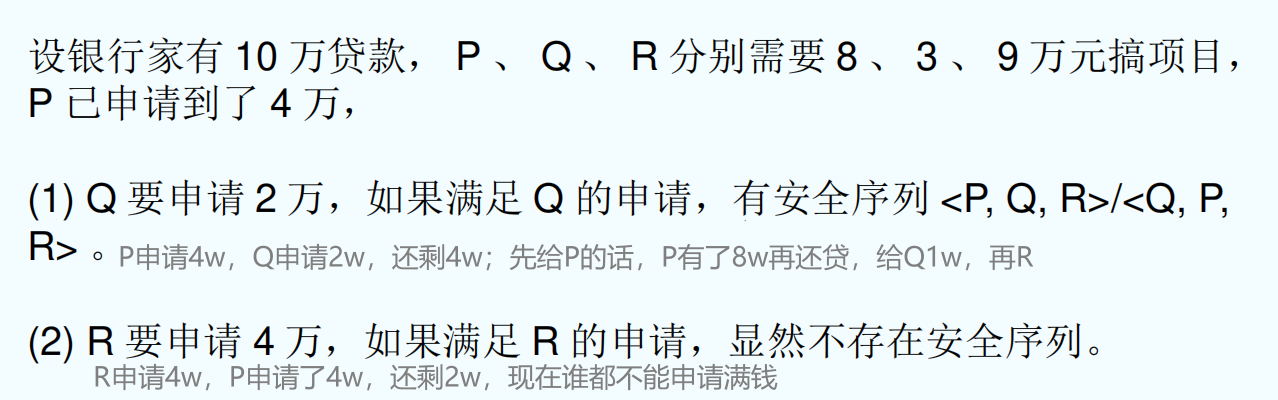 设银行家有 10 万贷款， P 、 Q 、 R 分别需要 8 、 3 、 9 万元搞项目，
P 已申请到了 4 万，
(1) Q 要申请 2 万，如果满足 Q 的申请，有安全序列 <P, Q, R>/<Q, P,
R> 。P申请4w，Q申请2w，还剩4w；先给P的话，P有了8w再还贷，给Q1w，再R
(2) R 要申请 4 万，如果满足 R 的申请，显然不存在安全序列。
R申请4w，P申请了4w，还剩2w，现在谁都不能申请满钱